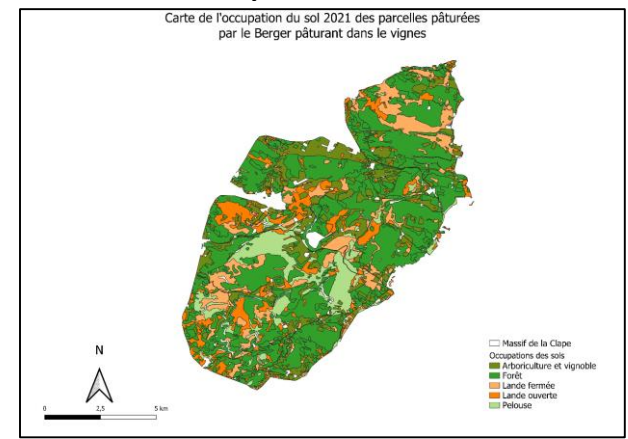 Carte de l'occupation du sol 2021 des parcelles pâturées
par le Berger pâturant dans le vignes
Massif de la Clape
Occupations des sols
Arboriculture et vignoble
Forêt
Lande fermée
Lande ouverte
Pelouse
N
0 2,5 5 km